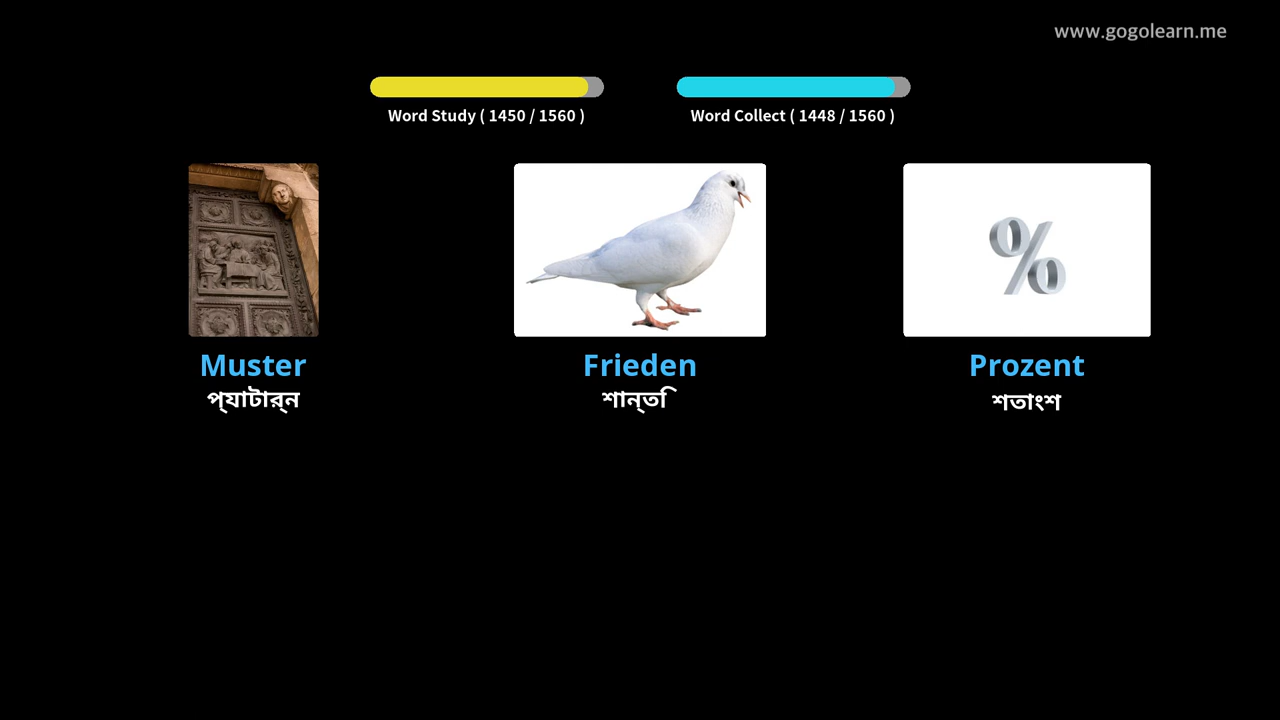 www.gogolearn.me
Word Study ( 1450 / 1560 )
Word Collect ( 1448 / 1560 )
Muster
Frieden
Prozent
প্যাটার্ন
শান্তি
শতাংশ